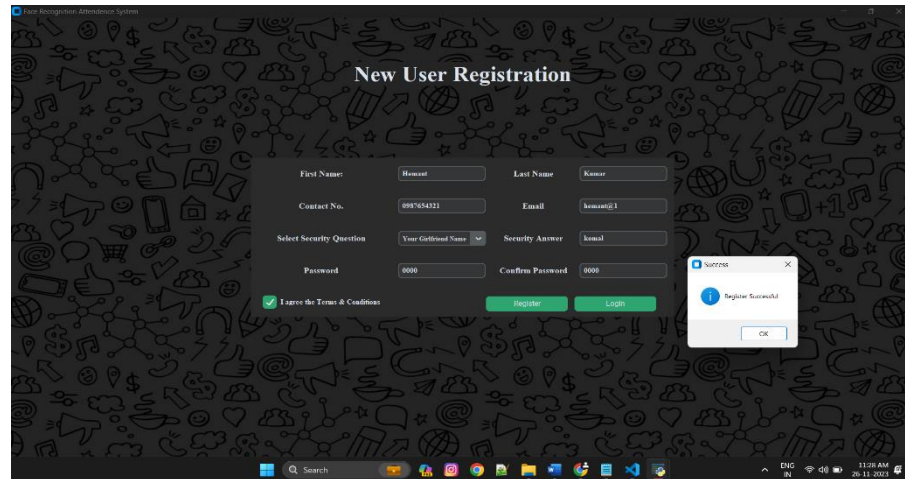 Face Recognition Attendence System
New User Registration
First Name: Hemant Last Name Kumar
Contact No. 0987654321 Email hemant@1
Select Security Question Your Girlfriend Name Security Answer komal
Password 0000 Confirm Password 0000
I agree the Terms & Conditions Register Login
Success
Register Successful
OK
Search
ENG
IN
11:28 AM
26-11-2023